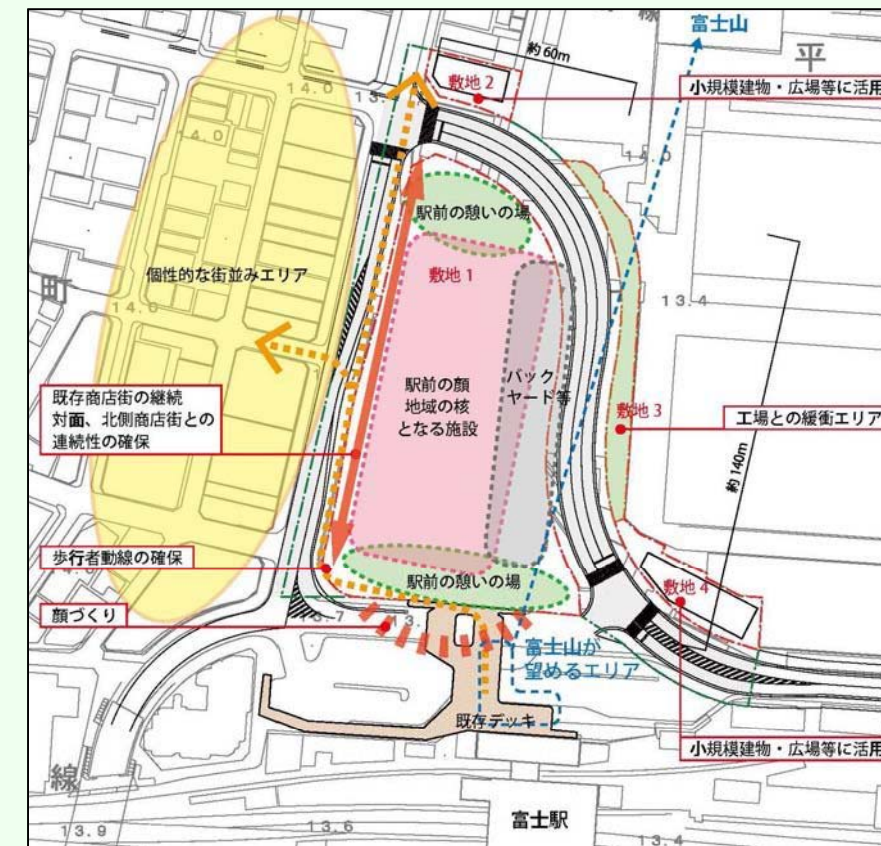 富士山
平
約60m
敷地2
小規模建物・広場等に活用
14.0
14.0
14.0
駅前の憩いの場
敷地1
個性的な街並みエリア
町
14.0
13.4
駅前の顔
地域の核
となる施設
バック
ヤード等
既存商店街の継続
対面、北側商店街との
連続性の確保
敷地3
工場との緩衝エリア
約140m
歩行者動線の確保
駅前の憩いの場
敷地4
顔づくり
富士山が
望めるエリア
既存デッキ
小規模建物・広場等に活用
線
富士駅
13.9
13.6
13.4